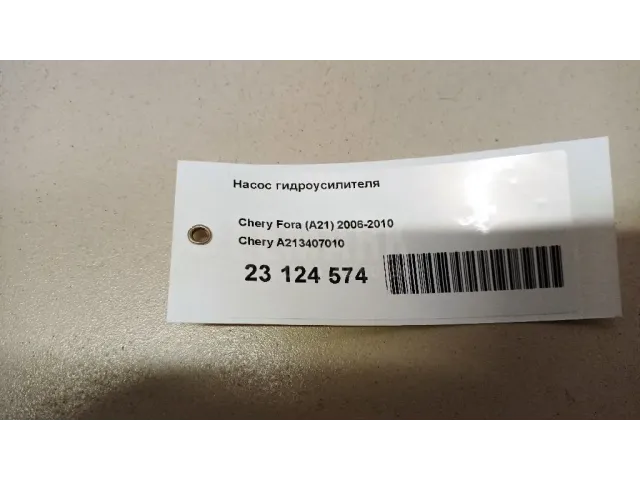 Насос гидроусилителя
Chery Fora (A21) 2006-2010
Chery A213407010
23 124 574